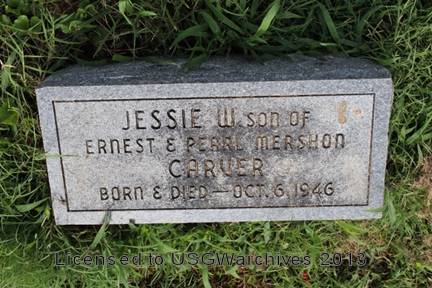 JESSIE W. SON OF
ERNEST & PEARL MERSHON
CARVER
BORN & DIED — OCT. 6, 1946
Licensed to USGWarchives 2013